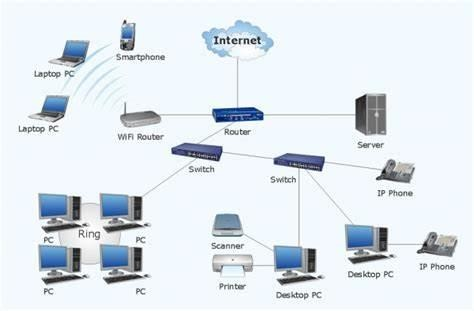 Internet
Smartphone
Laptop PC
Laptop PC
WiFi Router
Router
Server
Switch
Switch
IP Phone
PC
PC
Ring
Scanner
PC
PC
Printer
Desktop PC
Desktop PC
IP Phone